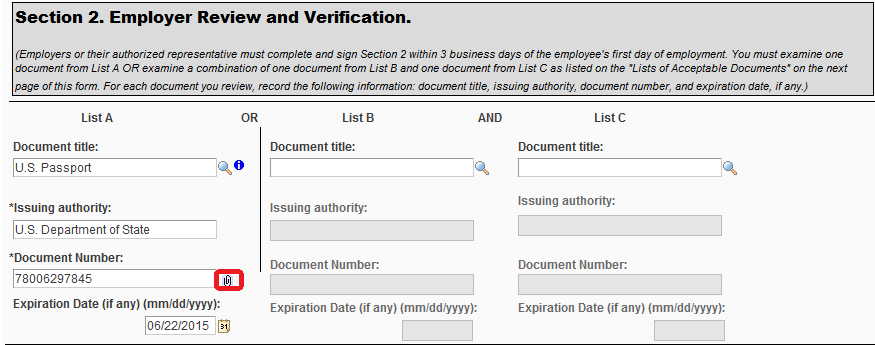 Section 2. Employer Review and Verification.
(Employers or their authorized representative must complete and sign Section 2 within 3 business days of the employee's first day of employment. You must examine one
document from List A OR examine a combination of one document from List B and one document from List C as listed on the "Lists of Acceptable Documents" on the next
page of this form. For each document you review, record the following information: document title, issuing authority, document number, and expiration date, if any.)
List A OR List B AND List C
Document title: Document title: Document title:
U.S. Passport
*Issuing authority: Issuing authority: Issuing authority:
U.S. Department of State
*Document Number: Document Number: Document Number:
78006297845
Expiration Date (if any) (mm/dd/yyyy): Expiration Date (if any) (mm/dd/yyyy): Expiration Date (if any) (mm/dd/yyyy):
06/22/2015 31